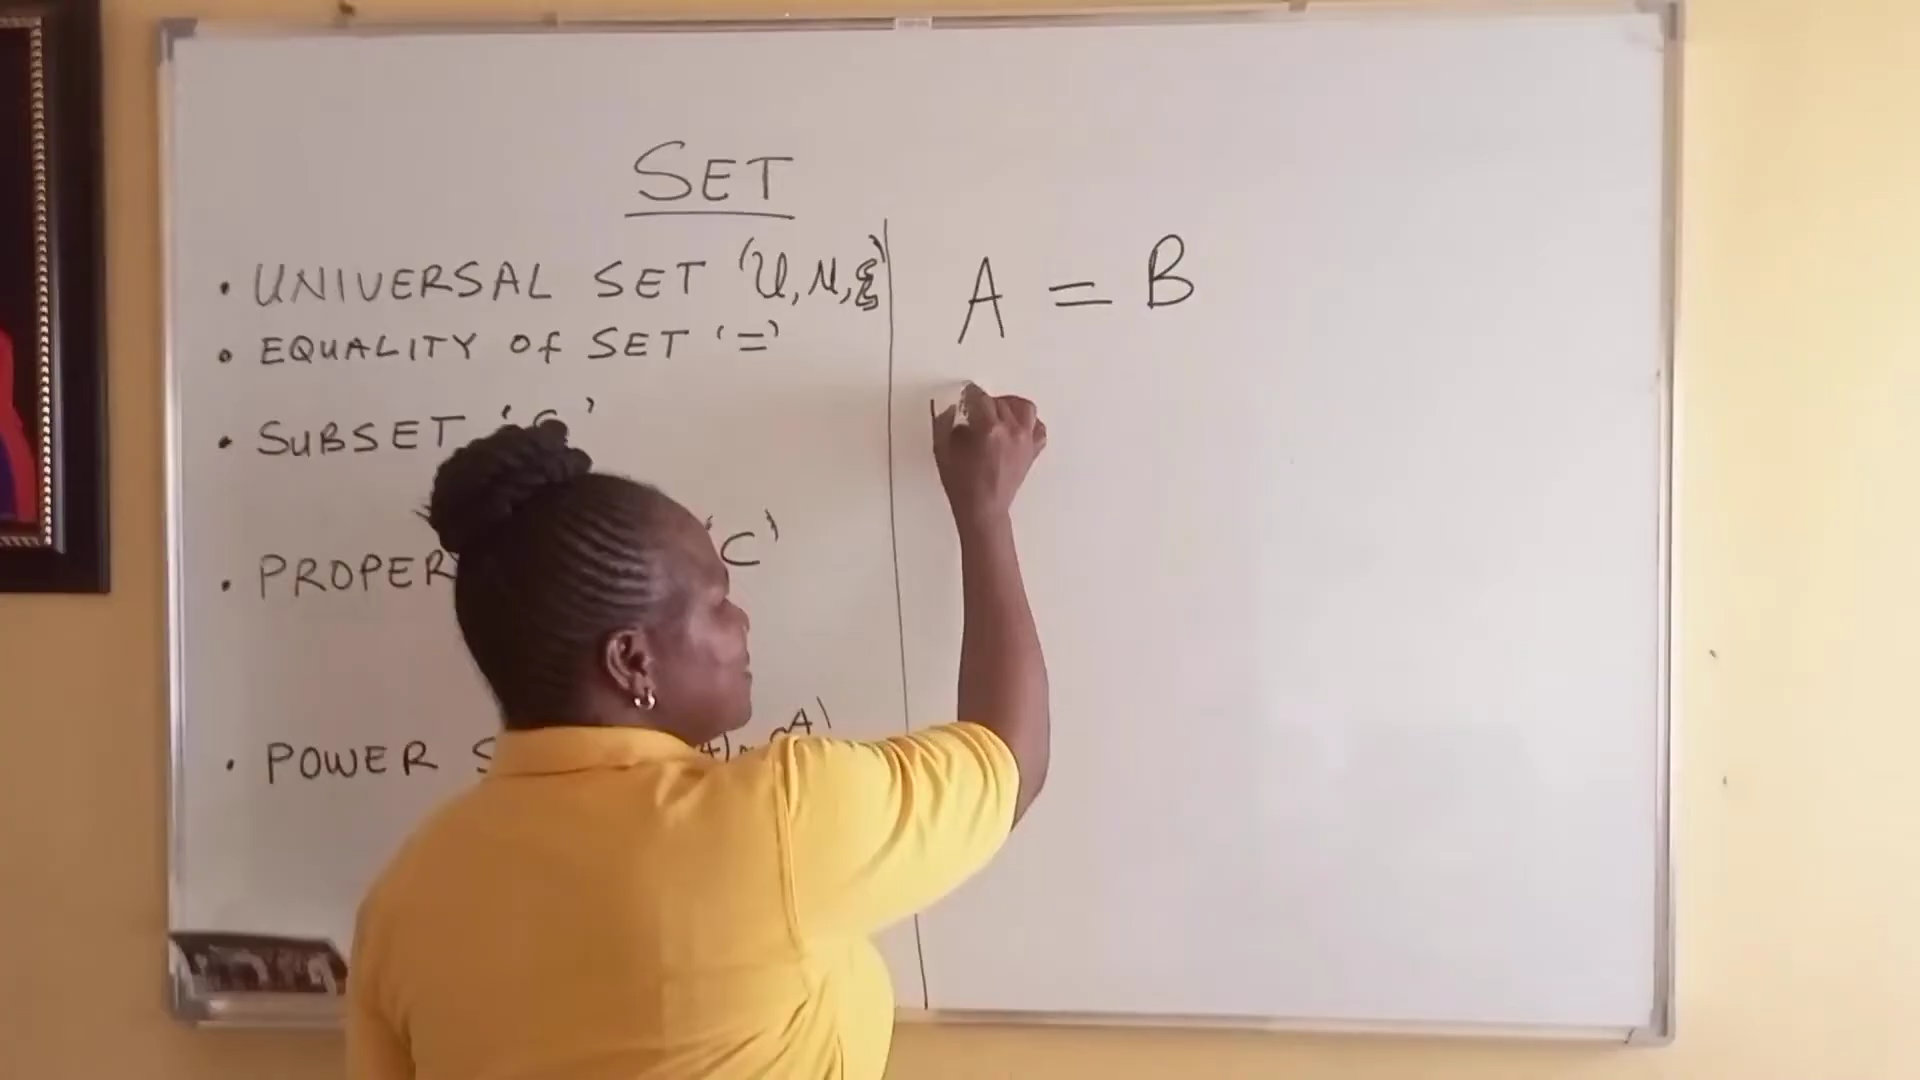 SET
• UNIVERSAL SET 'U, μ, ξ'
• EQUALITY Of SET '='
• SUBSET
• PROPER 'C'
• POWER
A = B